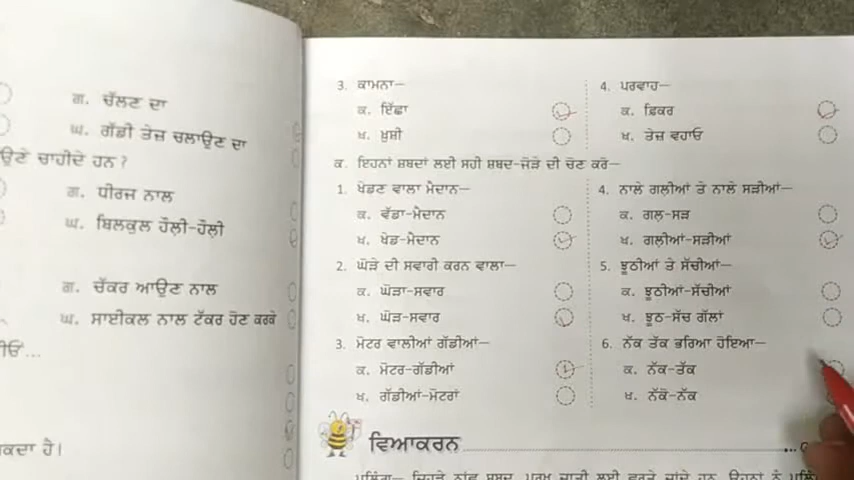 ਗ. ਚੱਲਣ ਦਾ
ਘ. ਗੱਡੀ ਤੇਜ਼ ਚਲਾਉਣ ਦਾ
ਉਣੇ ਚਾਹੀਦੇ ਹਨ?
ਗ. ਧੀਰਜ ਨਾਲ
ਘ. ਬਿਲਕੁਲ ਹੌਲੀ-ਹੌਲੀ
ਗ. ਚੱਕਰ ਆਉਣ ਨਾਲ
ਘ. ਸਾਈਕਲ ਨਾਲ ਟੱਕਰ ਹੋਣ ਕਰਕੇ
ਕਦਾ ਹੈ।
3. ਕਾਮਨਾ—
ਕ. ਇੱਛਾ
ਖ. ਖ਼ੁਸ਼ੀ
4. ਪਰਵਾਹ—
ਕ. ਫ਼ਿਕਰ
ਖ. ਤੇਜ਼ ਵਹਾਓ
ਕ. ਇਹਨਾਂ ਸ਼ਬਦਾਂ ਲਈ ਸਹੀ ਸ਼ਬਦ-ਜੋੜੇ ਦੀ ਚੋਣ ਕਰੋ—
1. ਖੇਡਣ ਵਾਲਾ ਮੈਦਾਨ—
ਕ. ਵੱਡਾ-ਮੈਦਾਨ
ਖ. ਖੇਡ-ਮੈਦਾਨ
2. ਘੋੜੇ ਦੀ ਸਵਾਰੀ ਕਰਨ ਵਾਲਾ—
ਕ. ਘੋੜਾ-ਸਵਾਰ
ਖ. ਘੋੜ-ਸਵਾਰ
3. ਮੋਟਰ ਵਾਲੀਆਂ ਗੱਡੀਆਂ—
ਕ. ਮੋਟਰ-ਗੱਡੀਆਂ
ਖ. ਗੱਡੀਆਂ-ਮੋਟਰਾਂ
4. ਨਾਲੇ ਗਲੀਆਂ ਤੇ ਨਾਲੇ ਸੜੀਆਂ—
ਕ. ਗਲ-ਸੜ
ਖ. ਗਲੀਆਂ-ਸੜੀਆਂ
5. ਝੂਠੀਆਂ ਤੇ ਸੱਚੀਆਂ—
ਕ. ਝੂਠੀਆਂ-ਸੱਚੀਆਂ
ਖ. ਝੂਠ-ਸੱਚ ਗੱਲਾਂ
6. ਨੱਕ ਤੱਕ ਭਰਿਆ ਹੋਇਆ—
ਕ. ਨੱਕ-ਤੱਕ
ਖ. ਨੱਕੋ-ਨੱਕ
ਵਿਆਕਰਨ